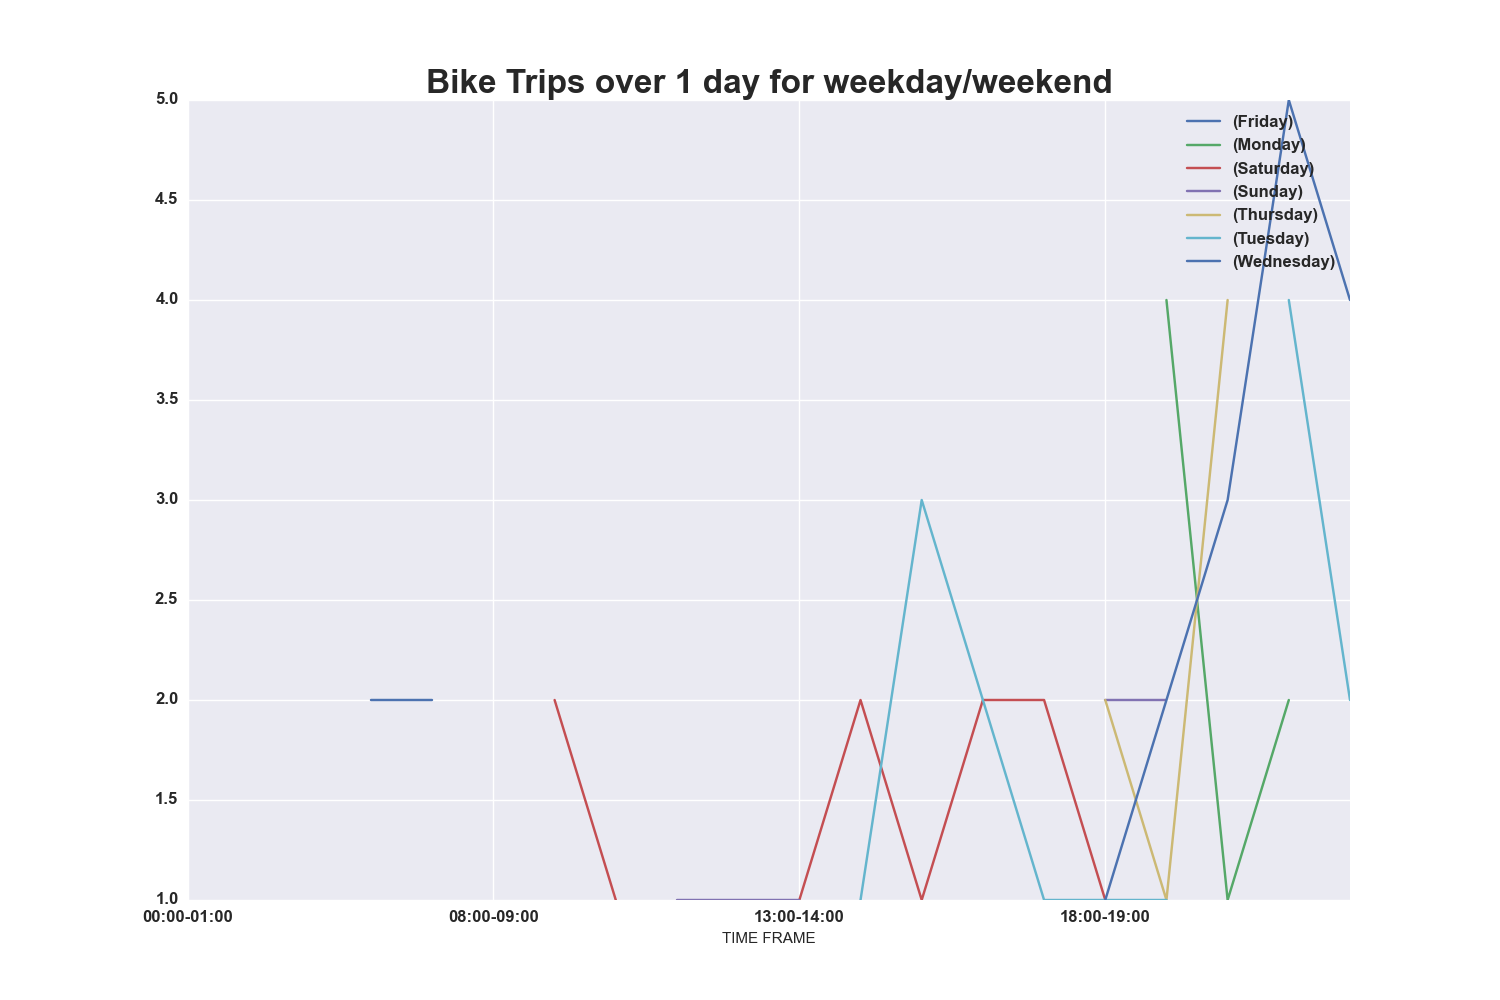 Bike Trips over 1 day for weekday/weekend
5.0
4.5
4.0
3.5
3.0
2.5
2.0
1.5
1.0
(Friday)
(Monday)
(Saturday)
(Sunday)
(Thursday)
(Tuesday)
(Wednesday)
00:00-01:00 08:00-09:00 13:00-14:00 18:00-19:00
TIME FRAME